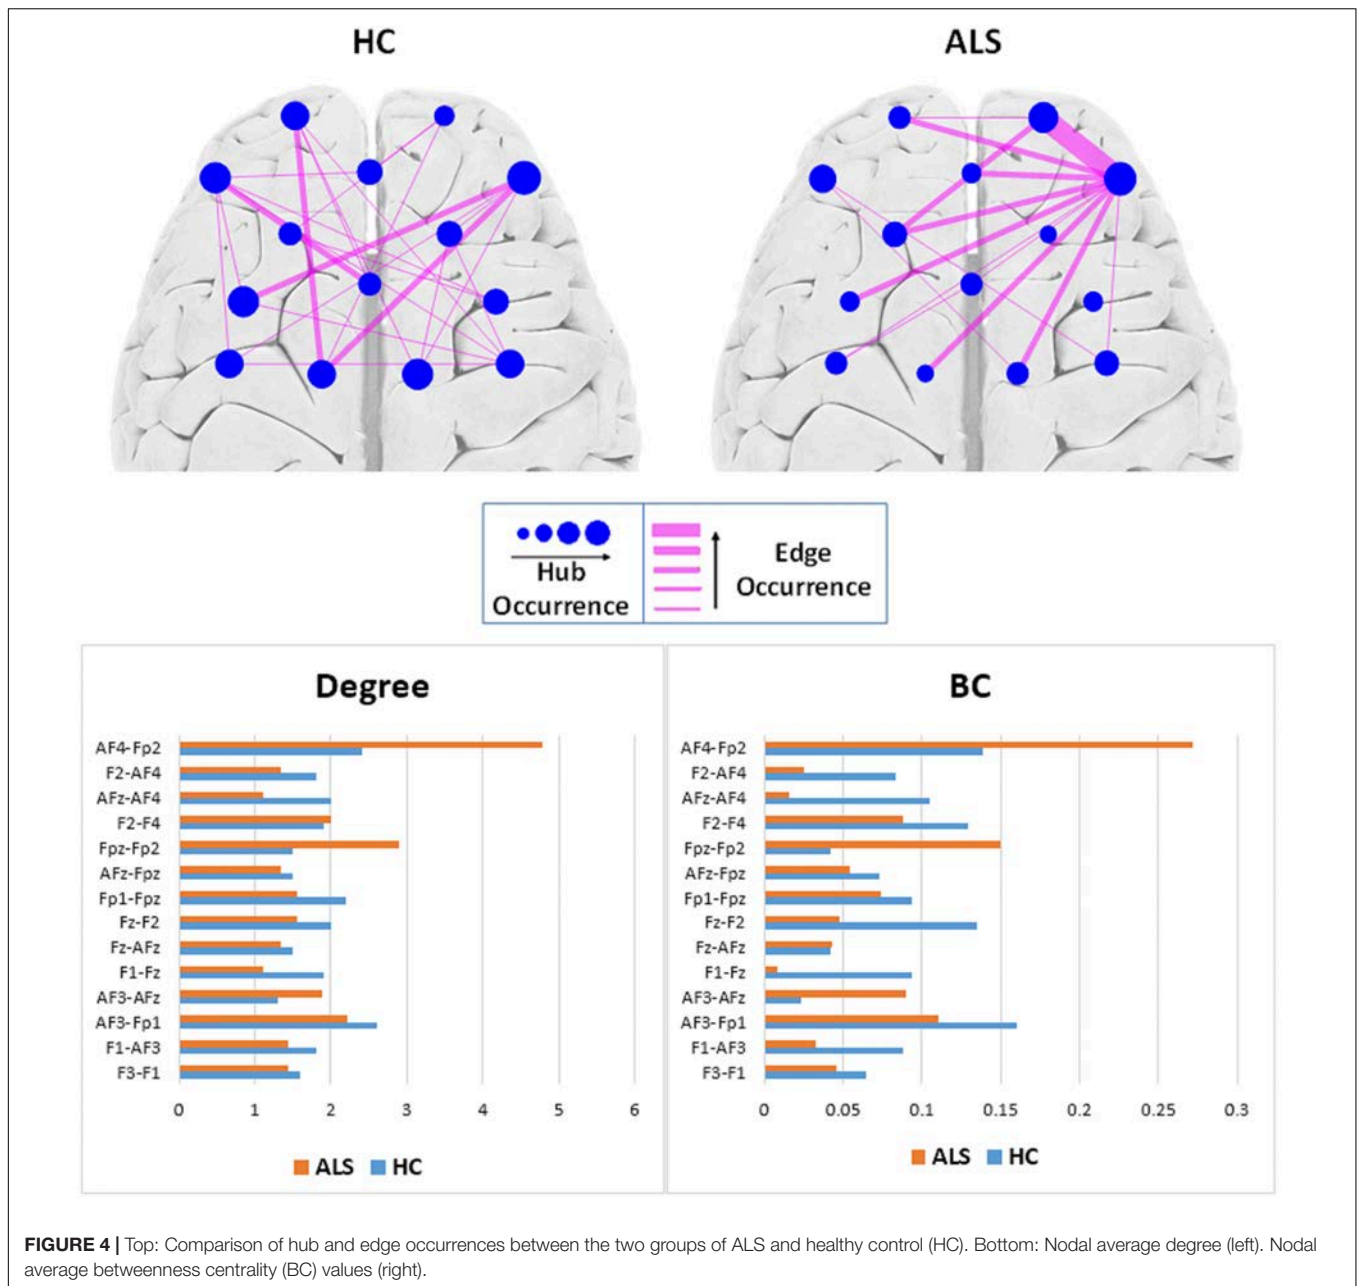 HC
ALS
Hub
Occurrence
Edge
Occurrence
Degree
AF4-Fp2
F2-AF4
AFz-AF4
F2-F4
Fpz-Fp2
AFz-Fpz
Fp1-Fpz
Fz-F2
Fz-AFz
F1-Fz
AF3-AFz
AF3-Fp1
F1-AF3
F3-F1
0 1 2 3 4 5 6
ALS HC
BC
AF4-Fp2
F2-AF4
AFz-AF4
F2-F4
Fpz-Fp2
AFz-Fpz
Fp1-Fpz
Fz-F2
Fz-AFz
F1-Fz
AF3-AFz
AF3-Fp1
F1-AF3
F3-F1
0 0.05 0.1 0.15 0.2 0.25 0.3
ALS HC
FIGURE 4 | Top: Comparison of hub and edge occurrences between the two groups of ALS and healthy control (HC). Bottom: Nodal average degree (left). Nodal
average betweenness centrality (BC) values (right).